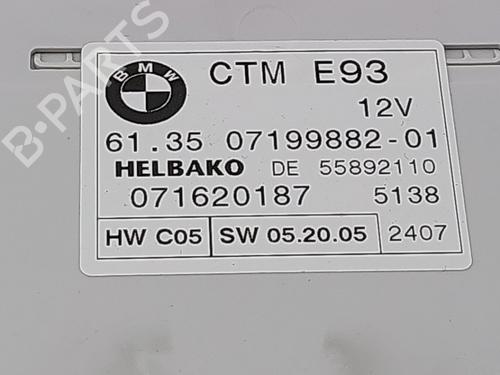 BMW
CTM E93
12V
61.35 07199882-01
HELBAKO DE 55892110
071620187 5138
HW C05 SW 05.20.05 2407
B-PARTS